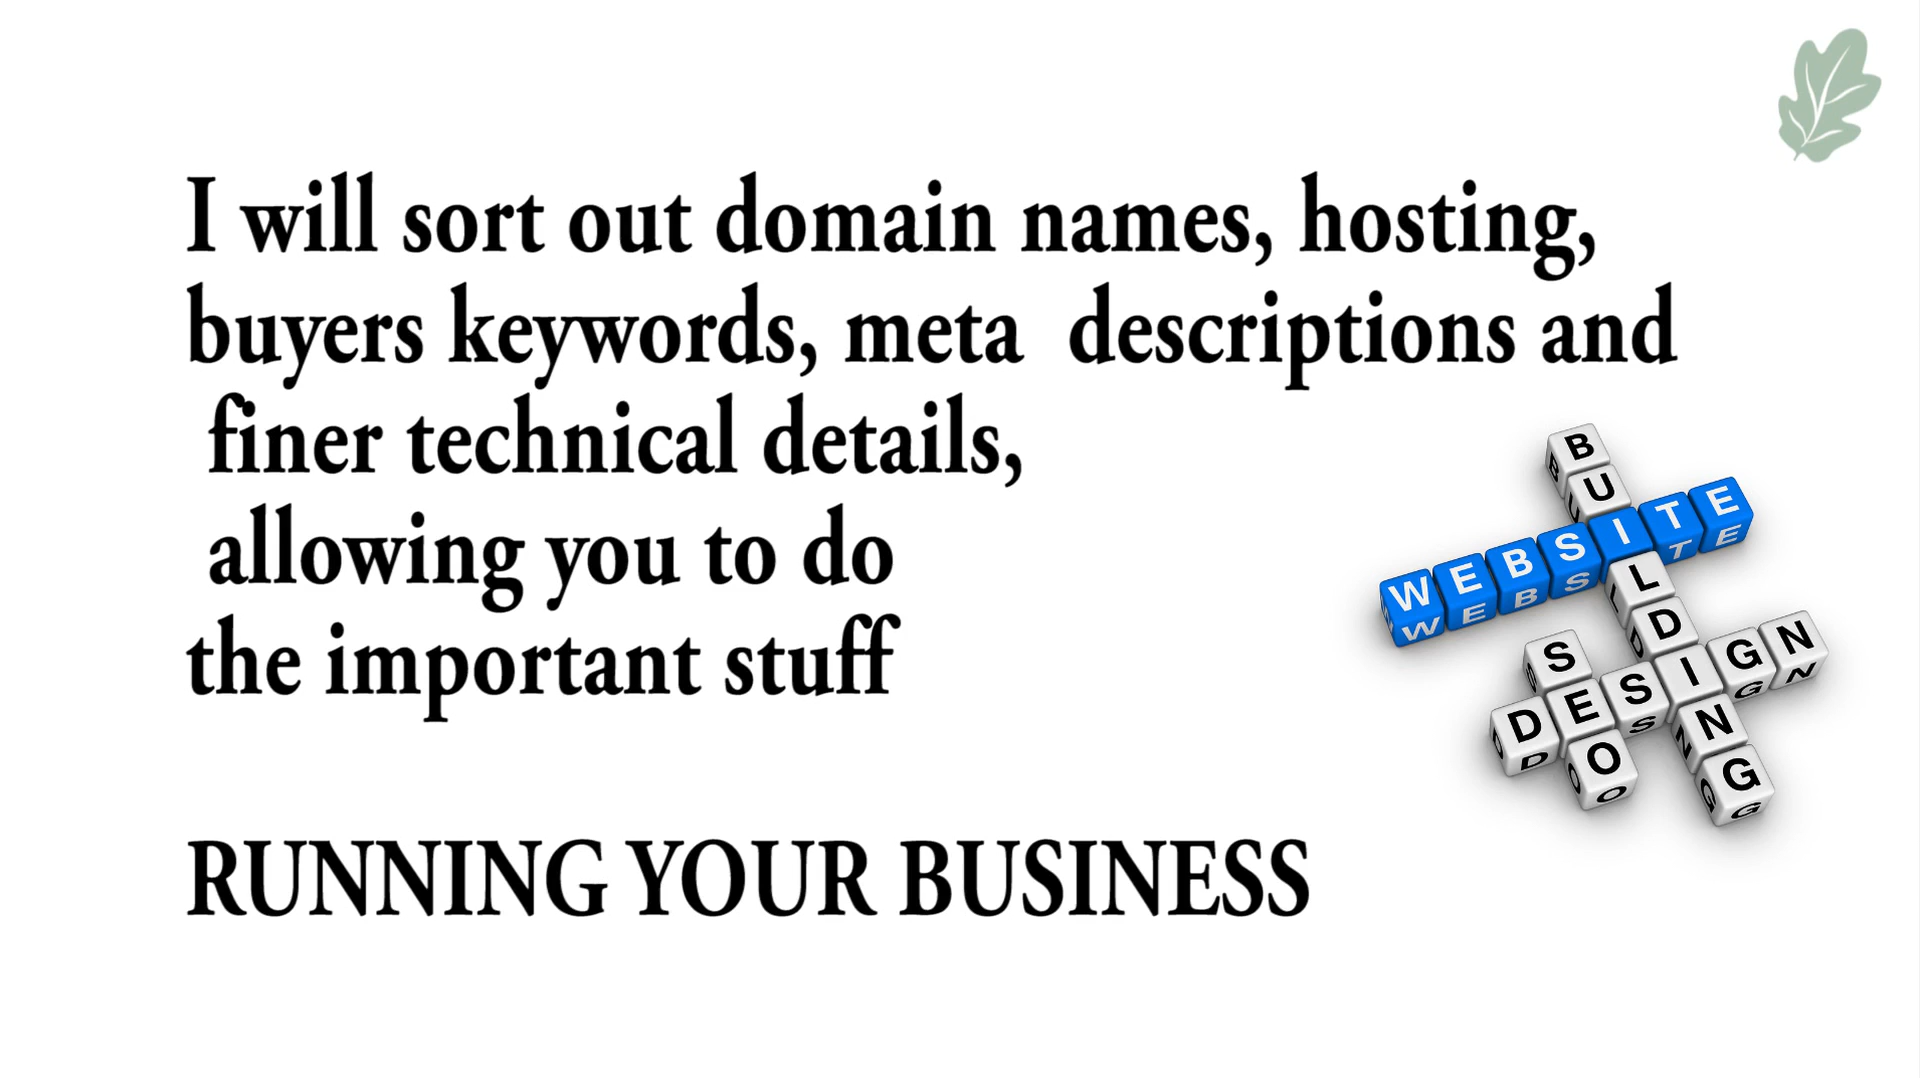 I will sort out domain names, hosting,
buyers keywords, meta  descriptions and
finer technical details,
allowing you to do
the important stuff
RUNNING YOUR BUSINESS
BUILDING
WEBSITE
SEO
DESIGN